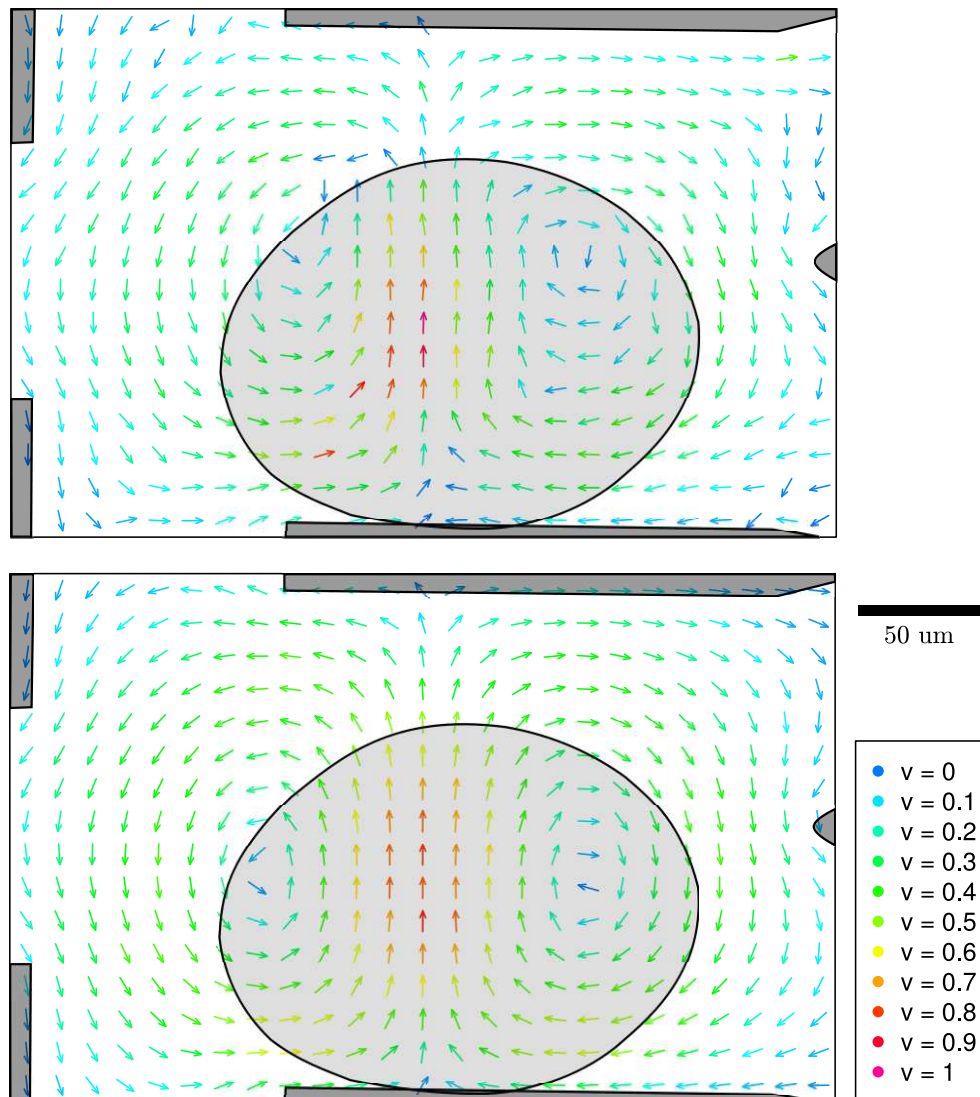 50 um
v = 0
v = 0.1
v = 0.2
v = 0.3
v = 0.4
v = 0.5
v = 0.6
v = 0.7
v = 0.8
v = 0.9
v = 1